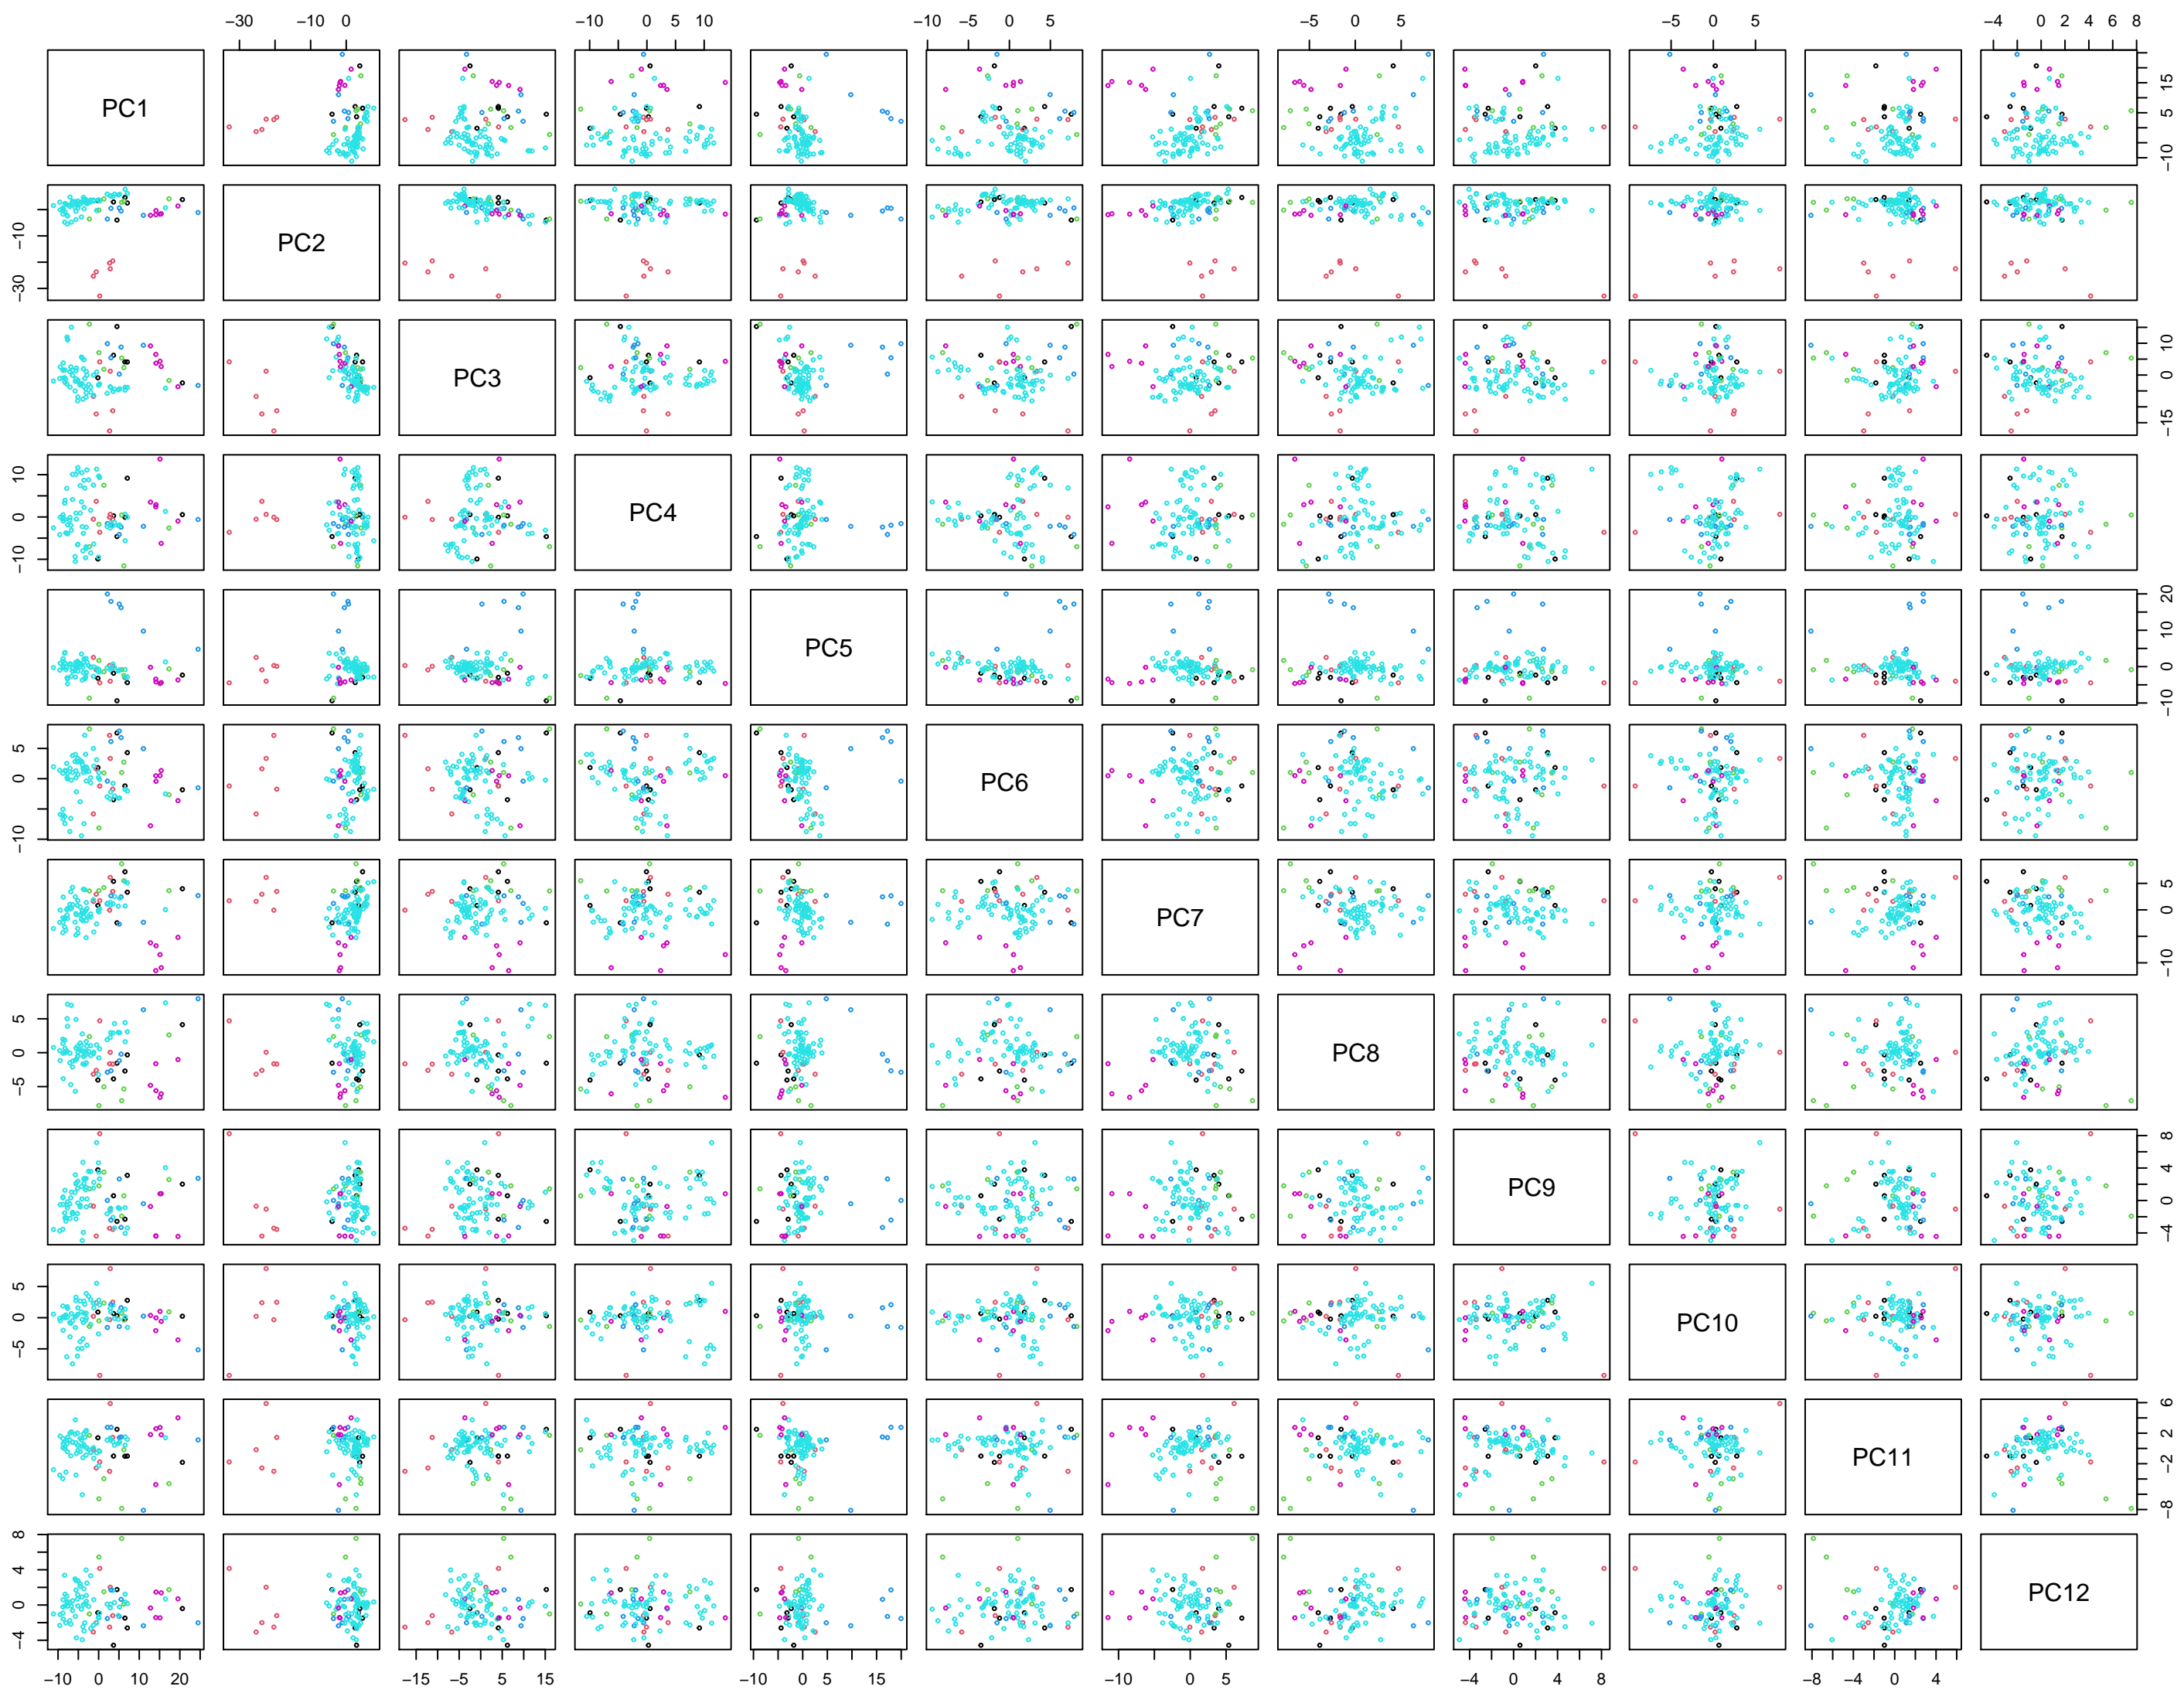 −30 −10 0 −10 0 5 10 −10 −5 0 5 −5 0 5 −5 0 5 −4 0 2 4 6 8
PC1 −10 5 15
−30 −10 PC2
PC3 −15 0 10
−10 0 10 PC4
PC5 −10 0 10 20
−10 0 5 PC6
PC7 −10 0 5
−5 0 5 PC8
PC9 −4 0 4 8
−5 0 5 PC10
PC11 −8 −2 2 6
−4 0 4 8 PC12
−10 0 10 20 −15 −5 5 15 −10 0 5 15 −10 0 5 −4 0 4 8 −8 −4 0 4